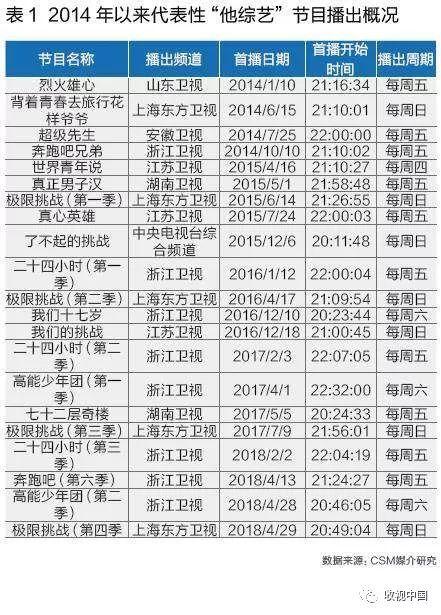 表 1 2014 年以来代表性“他综艺”节目播出概况
节目名称 播出频道 首播日期 首播开始时间 播出周期
烈火雄心 山东卫视 2014/1/10 21:16:34 每周五
背着青春去旅行花样爷爷 上海东方卫视 2014/6/15 21:10:01 每周日
超级先生 安徽卫视 2014/7/25 22:00:00 每周五
奔跑吧兄弟 浙江卫视 2014/10/10 21:10:02 每周五
世界青年说 江苏卫视 2015/4/16 21:10:27 每周四
真正男子汉 湖南卫视 2015/5/1 21:58:48 每周五
极限挑战(第一季) 上海东方卫视 2015/6/14 21:26:55 每周日
真心英雄 江苏卫视 2015/7/24 22:00:03 每周五
了不起的挑战 中央电视台综合频道 2015/12/6 20:11:48 每周日
二十四小时(第一季) 浙江卫视 2016/1/12 22:00:04 每周五
极限挑战(第二季) 上海东方卫视 2016/4/17 21:09:54 每周日
我们十七岁 浙江卫视 2016/12/10 20:23:44 每周六
我们的挑战 江苏卫视 2016/12/18 21:00:45 每周日
二十四小时(第二季) 浙江卫视 2017/2/3 22:07:05 每周五
高能少年团(第一季) 浙江卫视 2017/4/1 22:32:00 每周六
七十二层奇楼 湖南卫视 2017/5/5 20:24:33 每周五
极限挑战(第三季) 上海东方卫视 2017/7/9 21:56:01 每周日
二十四小时(第三季) 浙江卫视 2018/2/2 22:04:19 每周五
奔跑吧(第六季) 浙江卫视 2018/4/13 21:24:27 每周五
高能少年团(第二季) 浙江卫视 2018/4/28 20:46:05 每周六
极限挑战(第四季 上海东方卫视 2018/4/29 20:49:04 每周日
数据来源：CSM媒介研究
收视中国